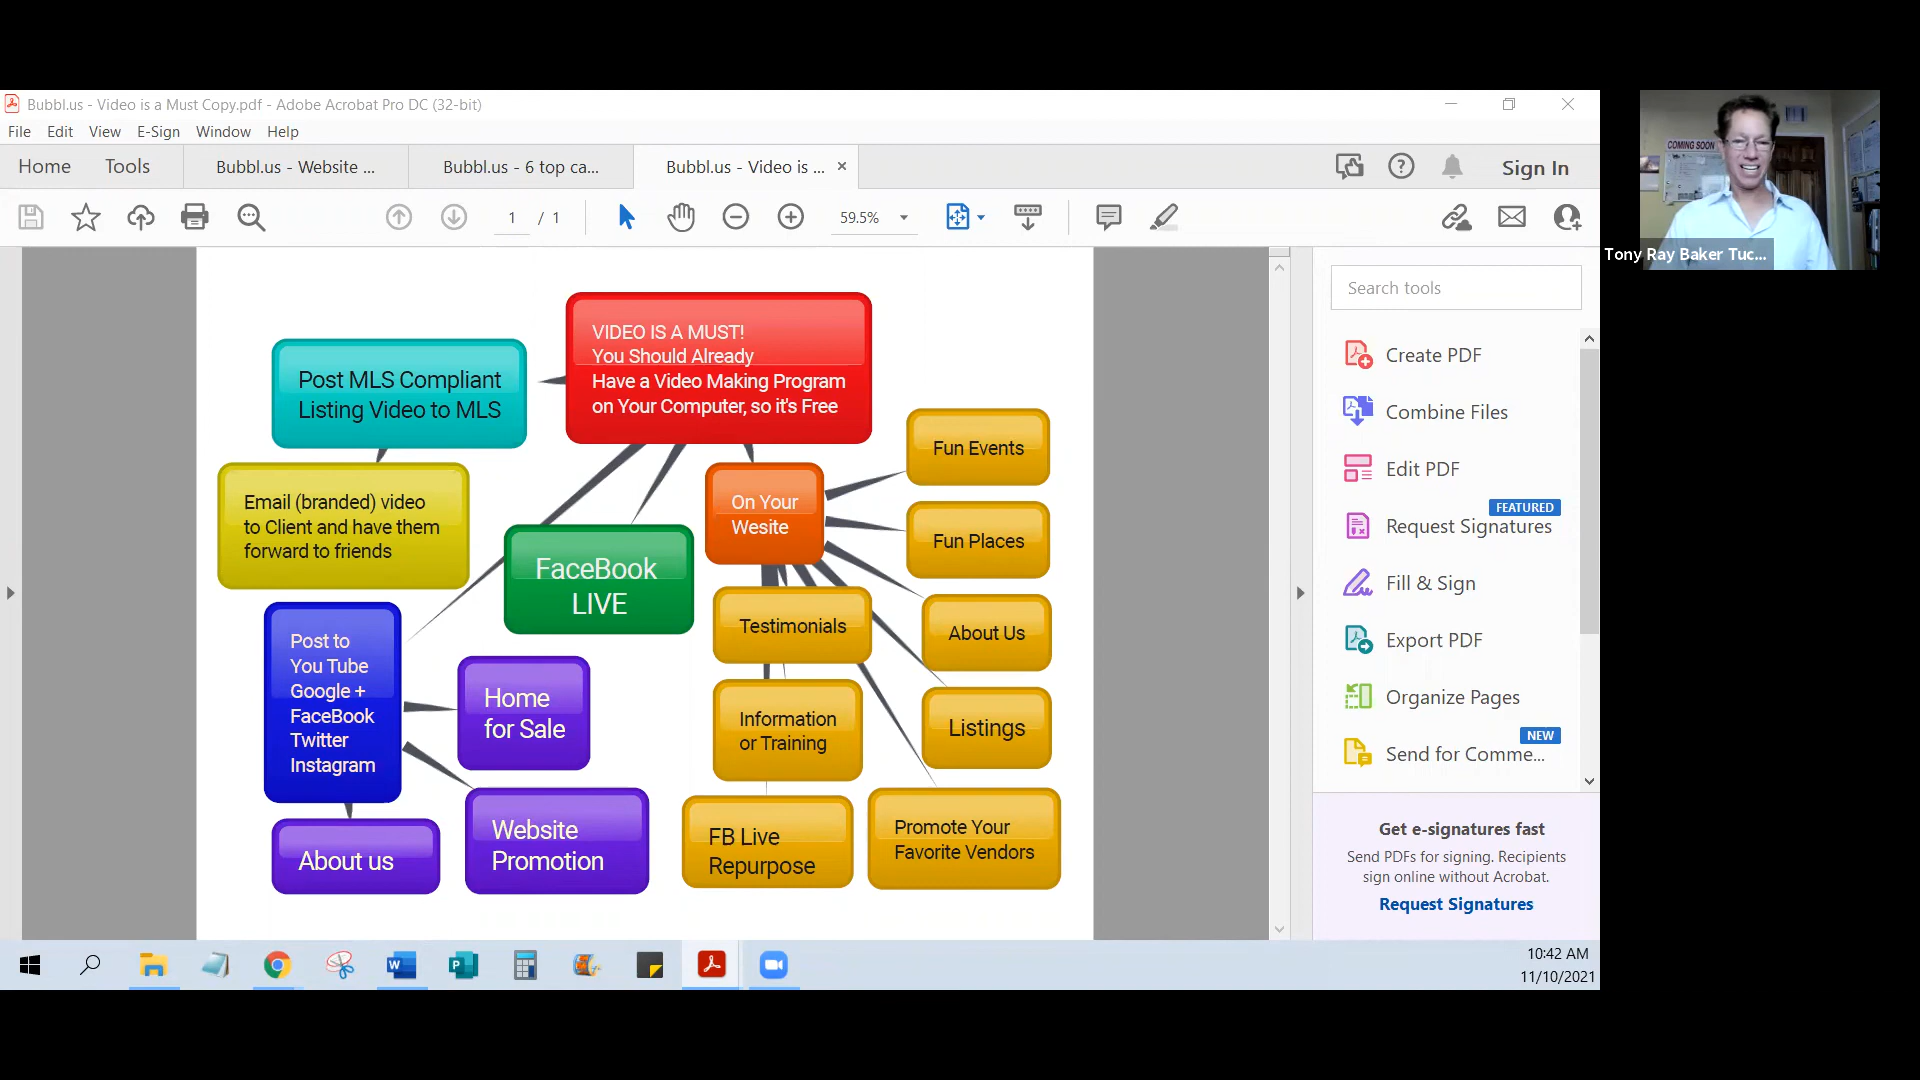 Bubbl.us - Video is a Must Copy.pdf - Adobe Acrobat Pro DC (32-bit)
File Edit View E-Sign Window Help
Home Tools Bubbl.us - Website ... Bubbl.us - 6 top ca... Bubbl.us - Video is ... Sign In
1 / 1 59.5%
COMING SOON
Tony Ray Baker Tuc...
VIDEO IS A MUST!
You Should Already
Have a Video Making Program
on Your Computer, so it's Free
Post MLS Compliant
Listing Video to MLS
Email (branded) video
to Client and have them
forward to friends
FaceBook
LIVE
On Your
Wesite
Fun Events
Fun Places
Testimonials
About Us
Information
or Training
Listings
FB Live
Repurpose
Promote Your
Favorite Vendors
Post to
You Tube
Google +
FaceBook
Twitter
Instagram
Home
for Sale
Website
Promotion
About us
Search tools
Create PDF
Combine Files
Edit PDF
FEATURED
Request Signatures
Fill & Sign
Export PDF
Organize Pages
NEW
Send for Comme...
Get e-signatures fast
Send PDFs for signing. Recipients
sign online without Acrobat.
Request Signatures
10:42 AM
11/10/2021